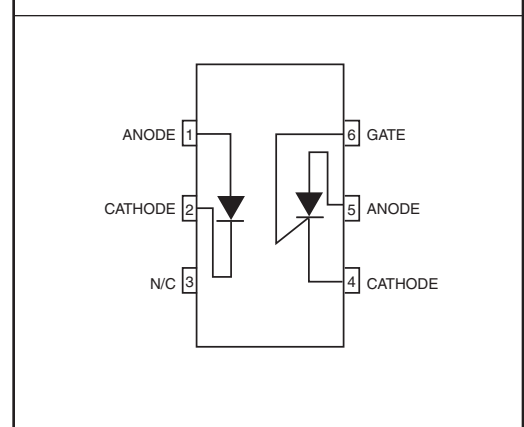 ANODE 1
6 GATE
CATHODE 2
5 ANODE
N/C 3
4 CATHODE